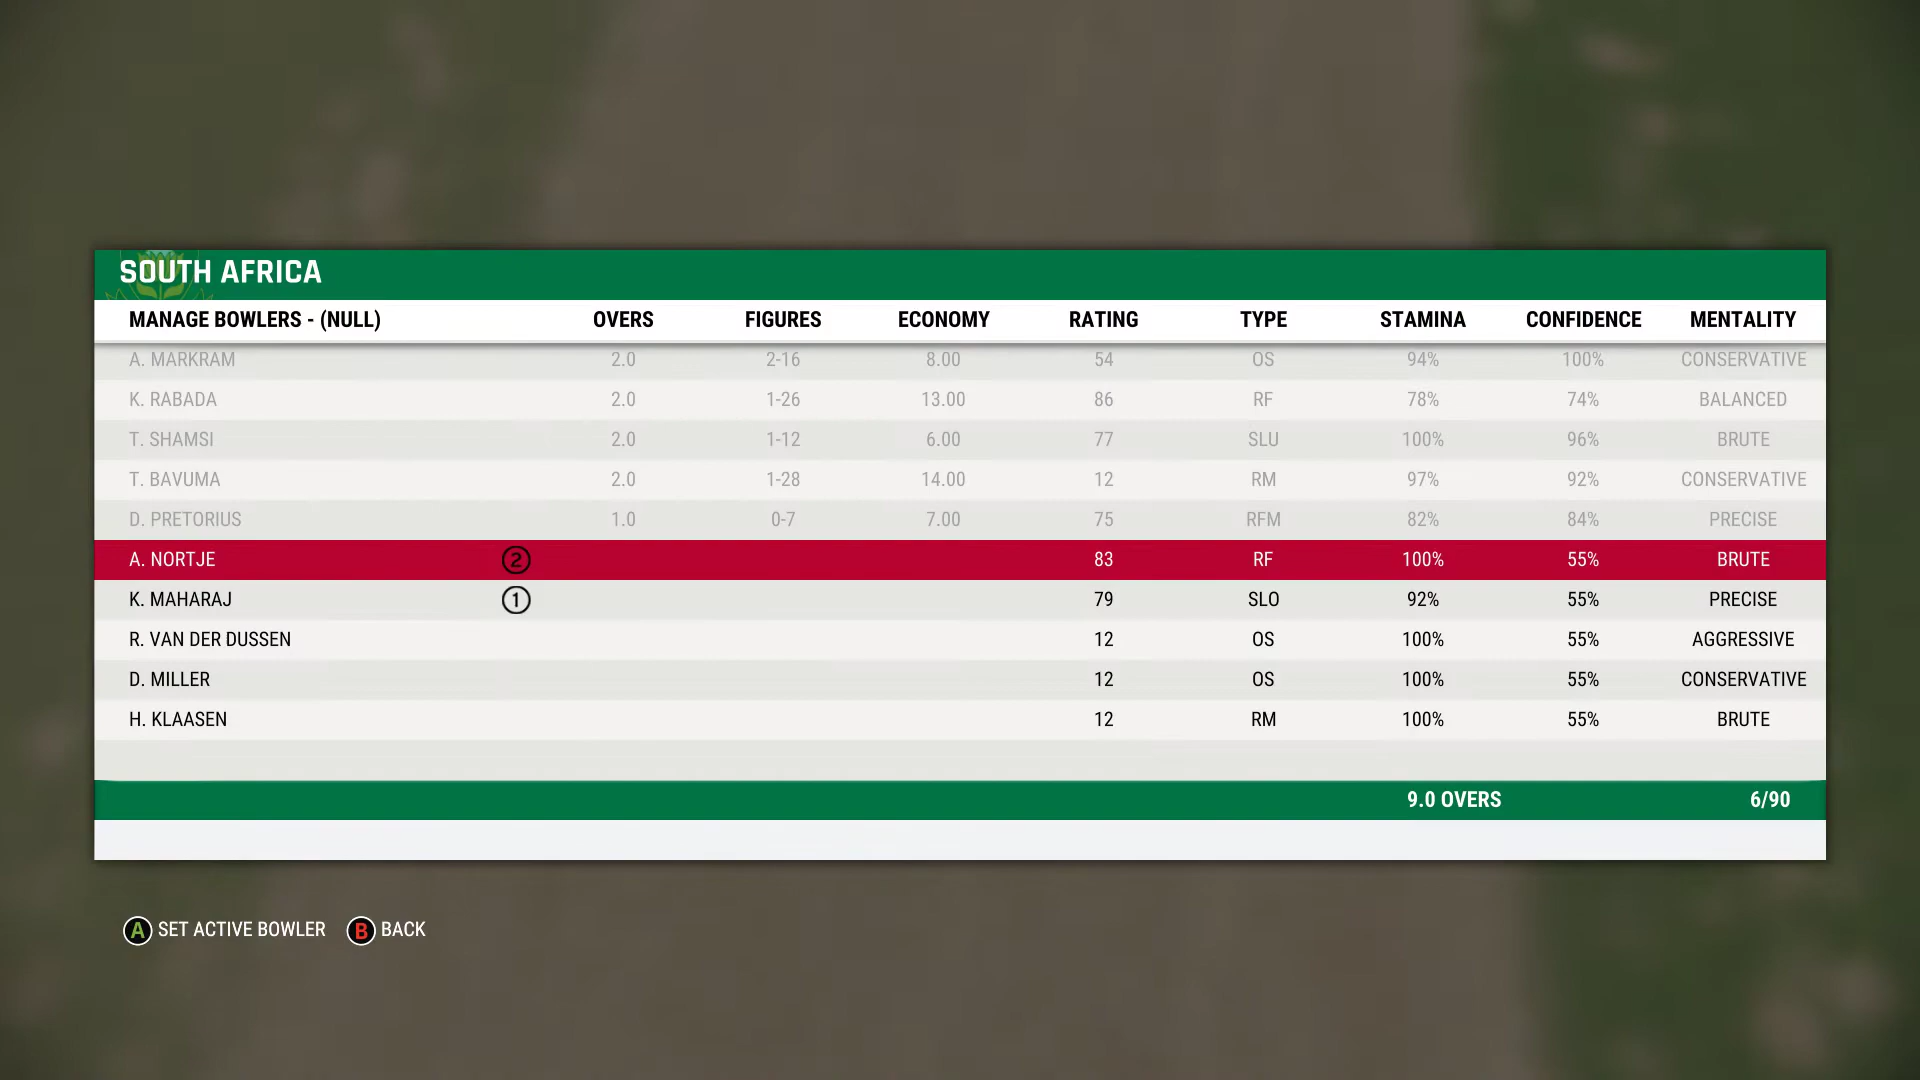 SOUTH AFRICA
MANAGE BOWLERS - (NULL) OVERS FIGURES ECONOMY RATING TYPE STAMINA CONFIDENCE MENTALITY
A. MARKRAM 2.0 2-16 8.00 54 OS 94% 100% CONSERVATIVE
K. RABADA 2.0 1-26 13.00 86 RF 78% 74% BALANCED
T. SHAMSI 2.0 1-12 6.00 77 SLU 100% 96% BRUTE
T. BAVUMA 2.0 1-28 14.00 12 RM 97% 92% CONSERVATIVE
D. PRETORIUS 1.0 0-7 7.00 75 RFM 82% 84% PRECISE
A. NORTJE 2 83 RF 100% 55% BRUTE
K. MAHARAJ 1 79 SLO 92% 55% PRECISE
R. VAN DER DUSSEN 12 OS 100% 55% AGGRESSIVE
D. MILLER 12 OS 100% 55% CONSERVATIVE
H. KLAASEN 12 RM 100% 55% BRUTE
9.0 OVERS 6/90
A SET ACTIVE BOWLER B BACK